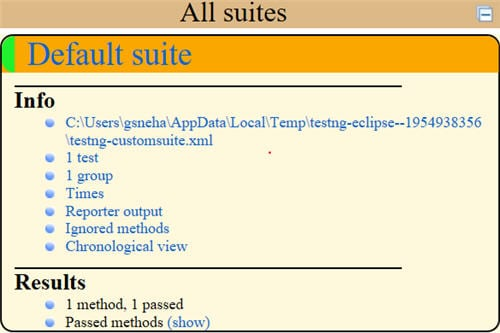 All suites
Default suite
Info
C:\Users\gsneha\AppData\Local\Temp\testng-eclipse--1954938356
\testng-customsuite.xml
1 test
1 group
Times
Reporter output
Ignored methods
Chronological view
Results
1 method, 1 passed
Passed methods (show)